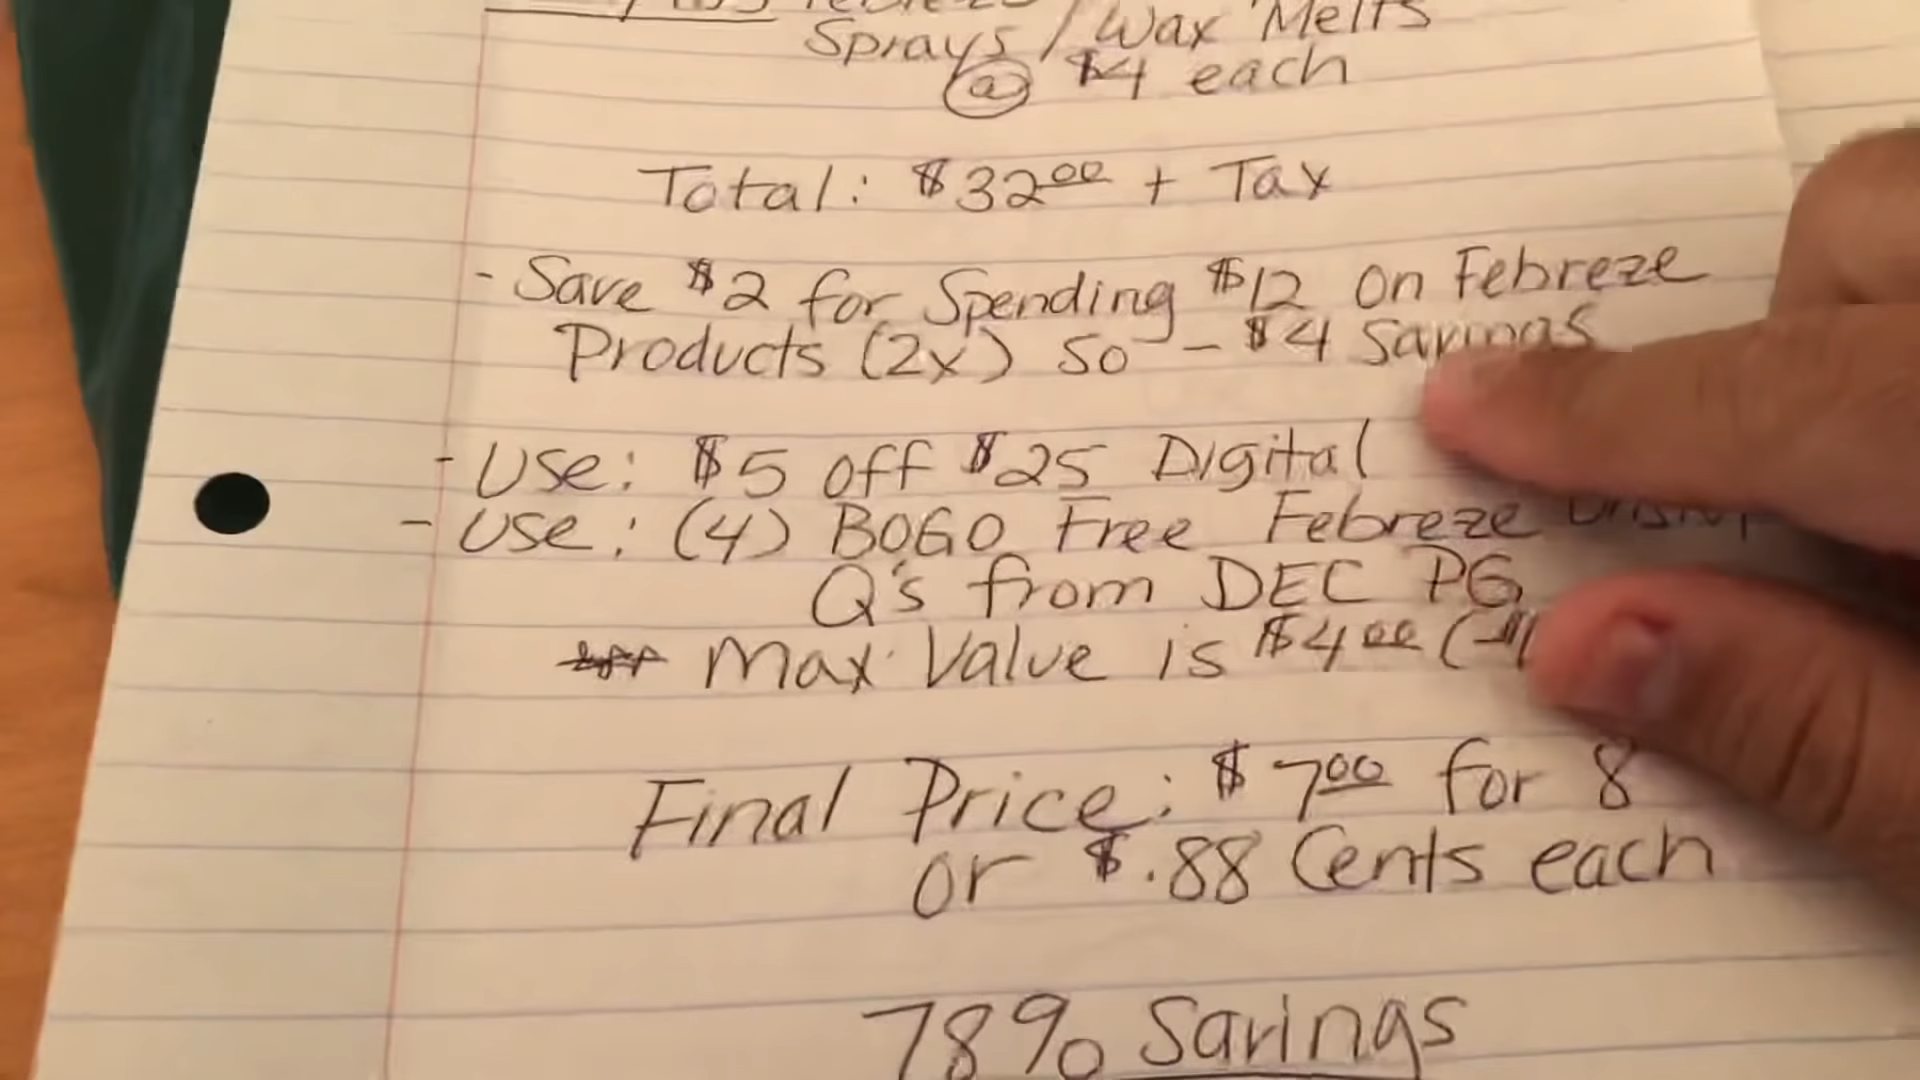 Sprays / Wax Melts
@ $4 each
Total: $32.00 + Tax
- Save $2 for Spending $12 on Febreze
Products (2x) so - $4 Savings
- Use: $5 off $25 Digital
- Use: (4) BOGO Free Febreze
Q's from DEC PG
Max Value is $4.00 (-
Final Price: $7.00 for 8
or $.88 Cents each
78% Savings